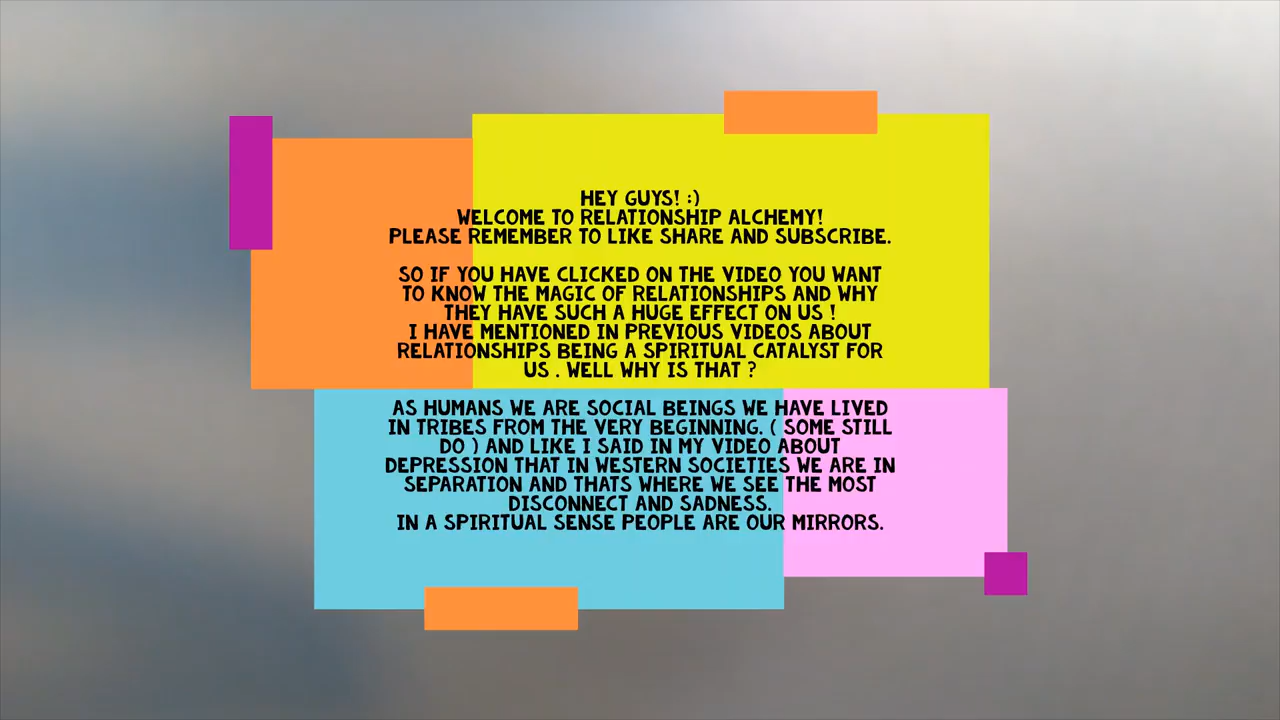 HEY GUYS! :)
WELCOME TO RELATIONSHIP ALCHEMY!
PLEASE REMEMBER TO LIKE SHARE AND SUBSCRIBE.
SO IF YOU HAVE CLICKED ON THE VIDEO YOU WANT
TO KNOW THE MAGIC OF RELATIONSHIPS AND WHY
THEY HAVE SUCH A HUGE EFFECT ON US !
I HAVE MENTIONED IN PREVIOUS VIDEOS ABOUT
RELATIONSHIPS BEING A SPIRITUAL CATALYST FOR
US . WELL WHY IS THAT ?
AS HUMANS WE ARE SOCIAL BEINGS WE HAVE LIVED
IN TRIBES FROM THE VERY BEGINNING. ( SOME STILL
DO ) AND LIKE I SAID IN MY VIDEO ABOUT
DEPRESSION THAT IN WESTERN SOCIETIES WE ARE IN
SEPARATION AND THATS WHERE WE SEE THE MOST
DISCONNECT AND SADNESS.
IN A SPIRITUAL SENSE PEOPLE ARE OUR MIRRORS.